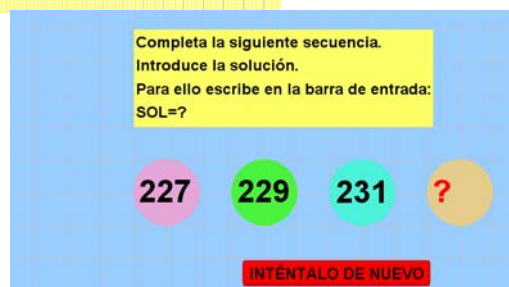 Completa la siguiente secuencia.
Introduce la solución.
Para ello escribe en la barra de entrada:
SOL=?
227 229 231 ?
INTÉNTALO DE NUEVO